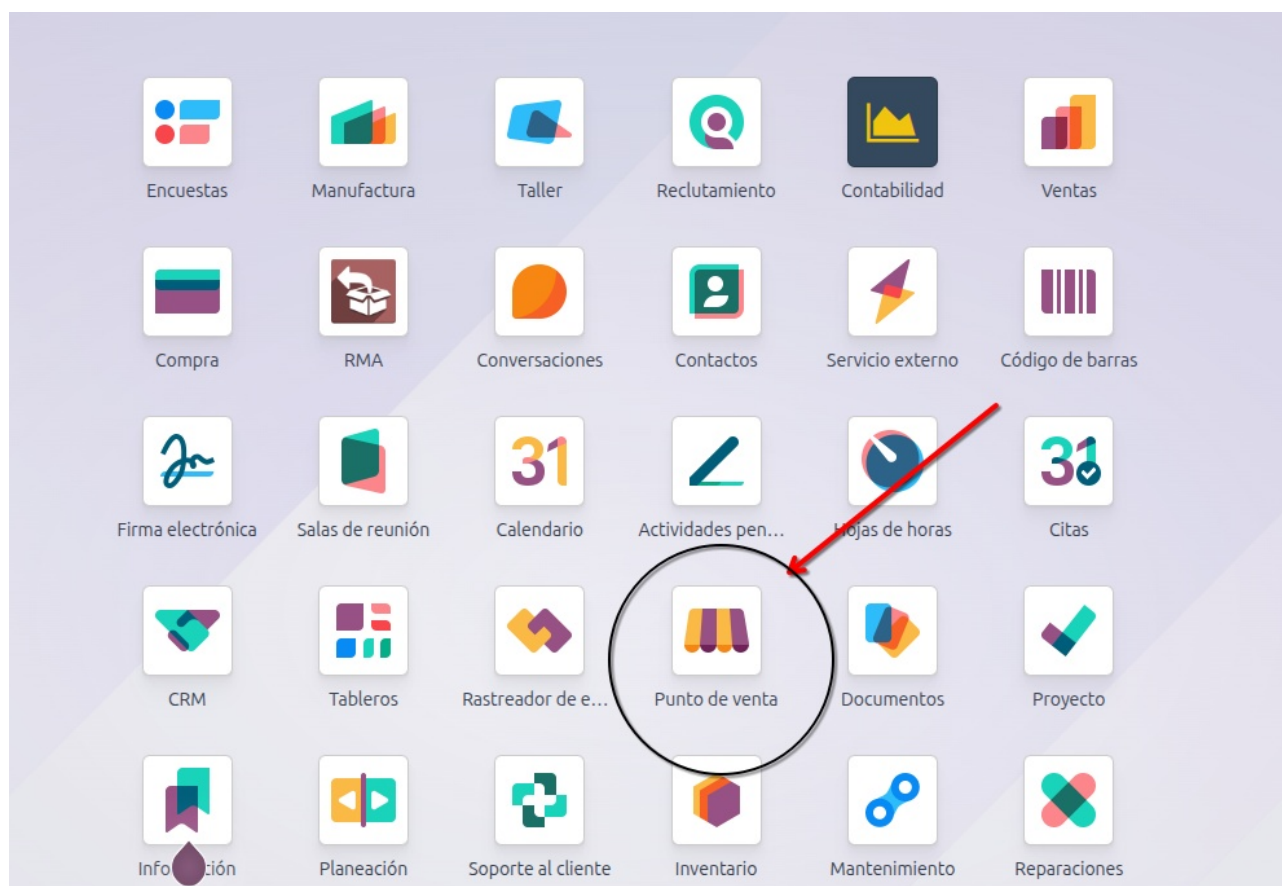 Encuestas
Manufactura
Taller
Reclutamiento
Contabilidad
Ventas
Compra
RMA
Conversaciones
Contactos
Servicio externo
Código de barras
31
31
Firma electrónica
Salas de reunión
Calendario
Actividades pen...
Hojas de horas
Citas
CRM
Tableros
Rastreador de e...
Punto de venta
Documentos
Proyecto
Planeación
Soporte al cliente
Inventario
Mantenimiento
Reparaciones